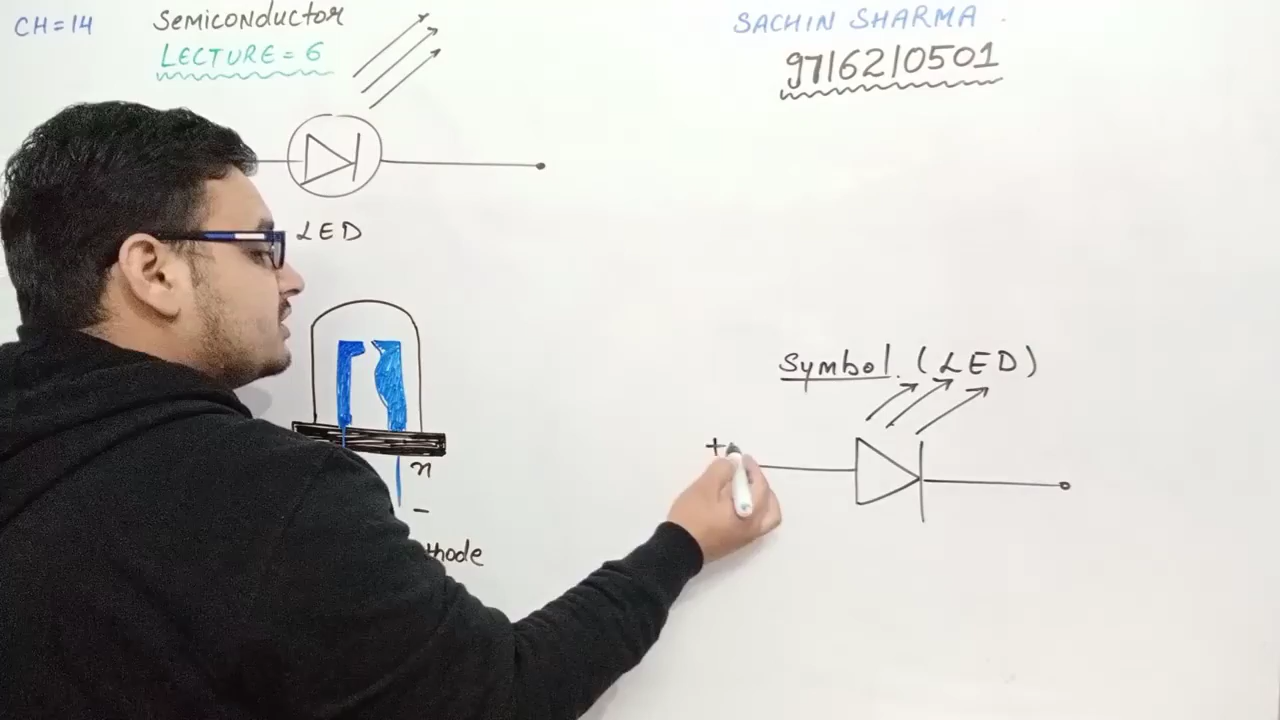 CH=14
Semiconductor
LECTURE=6
SACHIN SHARMA
9716210501
LED
Symbol. (LED)
+
n
-
thode